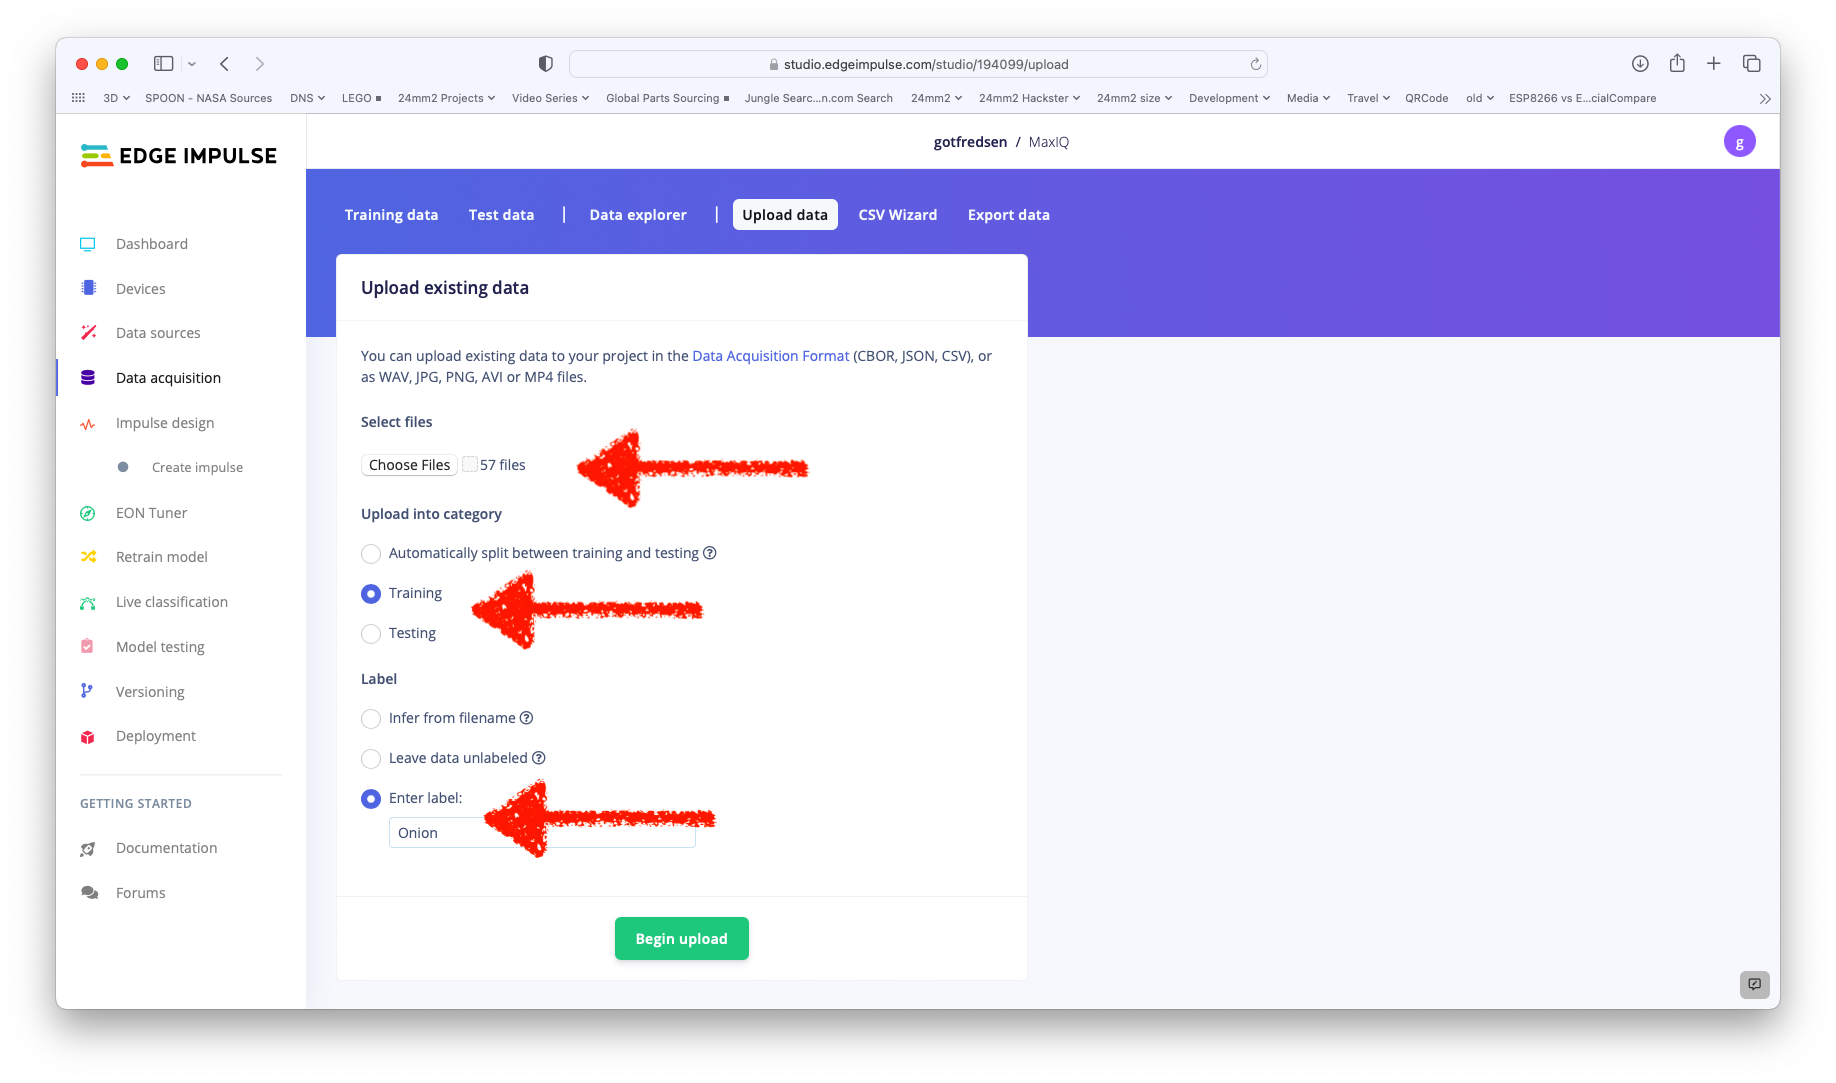 studio.edgeimpulse.com/studio/194099/upload
3D SPOON - NASA Sources DNS LEGO 24mm2 Projects Video Series Global Parts Sourcing Jungle Searc...n.com Search 24mm2 24mm2 Hackster 24mm2 size Development Media Travel QRCode old ESP8266 vs E...cialCompare
EDGE IMPULSE
gotfredsen / MaxIQ
g
Training data Test data | Data explorer | Upload data CSV Wizard Export data
Dashboard
Devices
Data sources
Data acquisition
Impulse design
Create impulse
EON Tuner
Retrain model
Live classification
Model testing
Versioning
Deployment
GETTING STARTED
Documentation
Forums
Upload existing data
You can upload existing data to your project in the Data Acquisition Format (CBOR, JSON, CSV), or
as WAV, JPG, PNG, AVI or MP4 files.
Select files
Choose Files 57 files
Upload into category
Automatically split between training and testing ?
Training
Testing
Label
Infer from filename ?
Leave data unlabeled ?
Enter label:
Onion
Begin upload